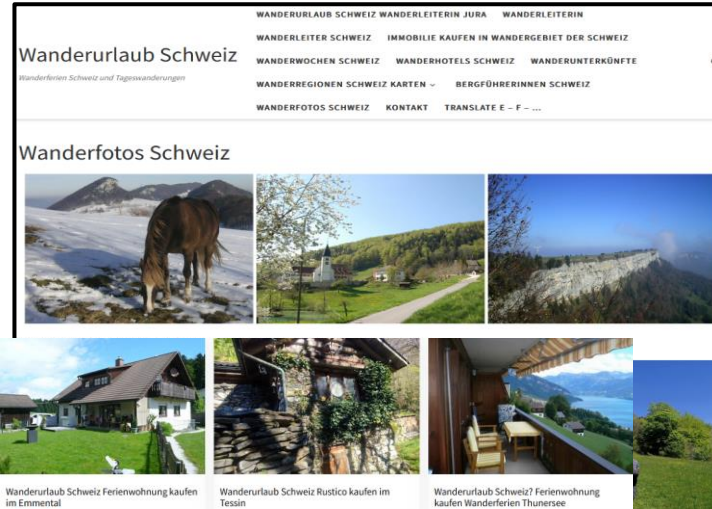 WANDERURLAUB SCHWEIZ WANDERLEITERIN JURA WANDERLEITERIN
WANDERLEITER SCHWEIZ IMMOBILIE KAUFEN IN WANDERGEBIET DER SCHWEIZ
Wanderurlaub Schweiz
WANDERWOCHEN SCHWEIZ WANDERHOTELS SCHWEIZ WANDERUNTERKÜNFTE
Wanderferien Schweiz und Tageswanderungen
WANDERREGIONEN SCHWEIZ KARTEN BERGFÜHRERINNEN SCHWEIZ
WANDERFOTOS SCHWEIZ KONTAKT TRANSLATE E – F – ...
Wanderfotos Schweiz
Wanderurlaub Schweiz Ferienwohnung kaufen
im Emmental
Wanderurlaub Schweiz Rustico kaufen im
Tessin
Wanderurlaub Schweiz? Ferienwohnung
kaufen Wanderferien Thunersee